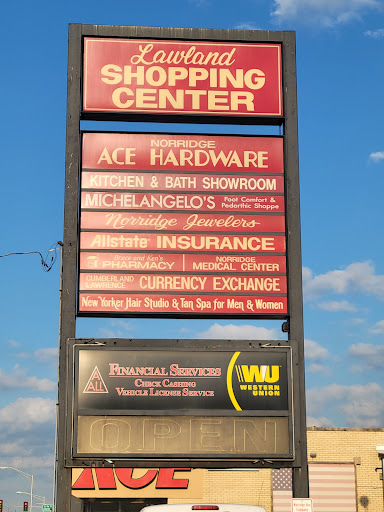 Lawland
SHOPPING
CENTER
NORRIDGE
ACE HARDWARE
KITCHEN & BATH SHOWROOM
MICHELANGELO'S Foot Comfort & Pedorthic Shoppe
Norridge Jewelers
Allstate INSURANCE
Bruce and Ken's
PHARMACY
NORRIDGE
MEDICAL CENTER
CUMBERLAND
LAWRENCE
CURRENCY EXCHANGE
New Yorker Hair Studio & Tan Spa for Men & Women
ALL
FINANCIAL SERVICES
CHECK CASHING
VEHICLE LICENSE SERVICE
WU
WESTERN
UNION
OPEN
ACE